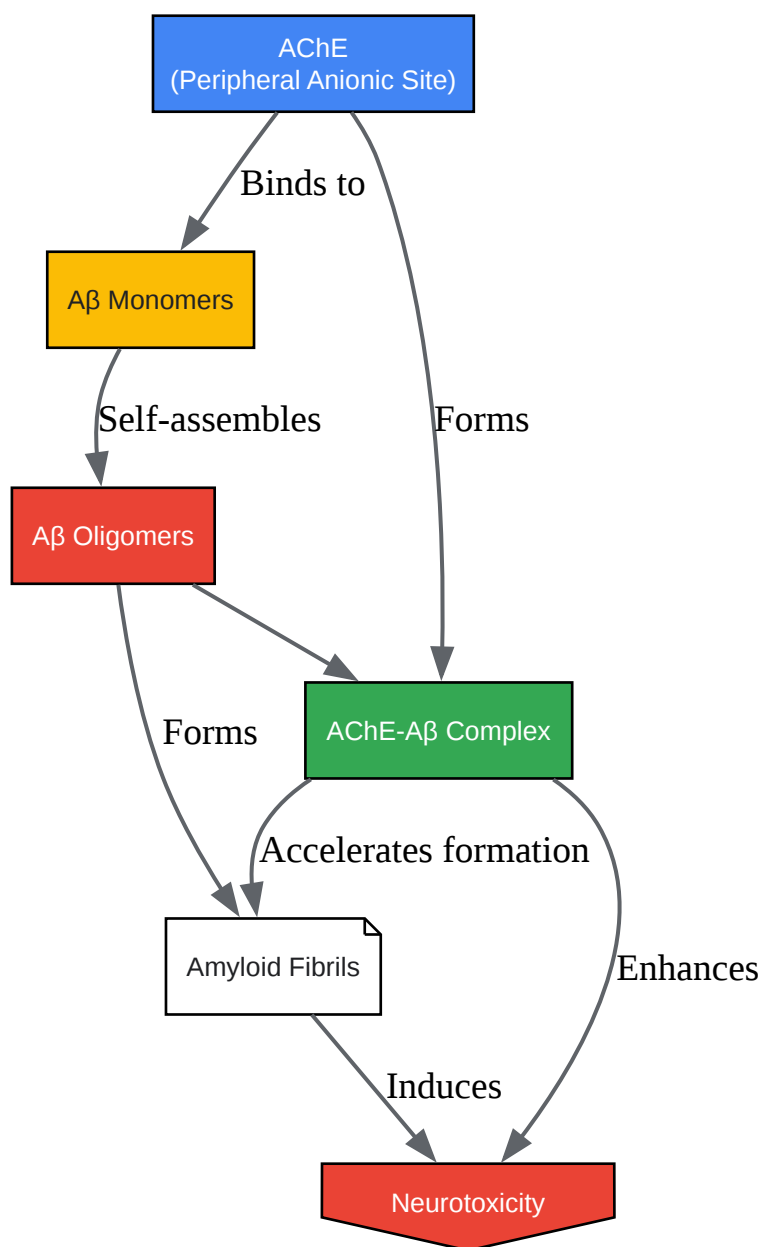 AChE
(Peripheral Anionic Site)
Binds to
Aβ Monomers
Self-assembles
Forms
Aβ Oligomers
Forms
AChE-Aβ Complex
Accelerates formation
Amyloid Fibrils
Enhances
Induces
Neurotoxicity